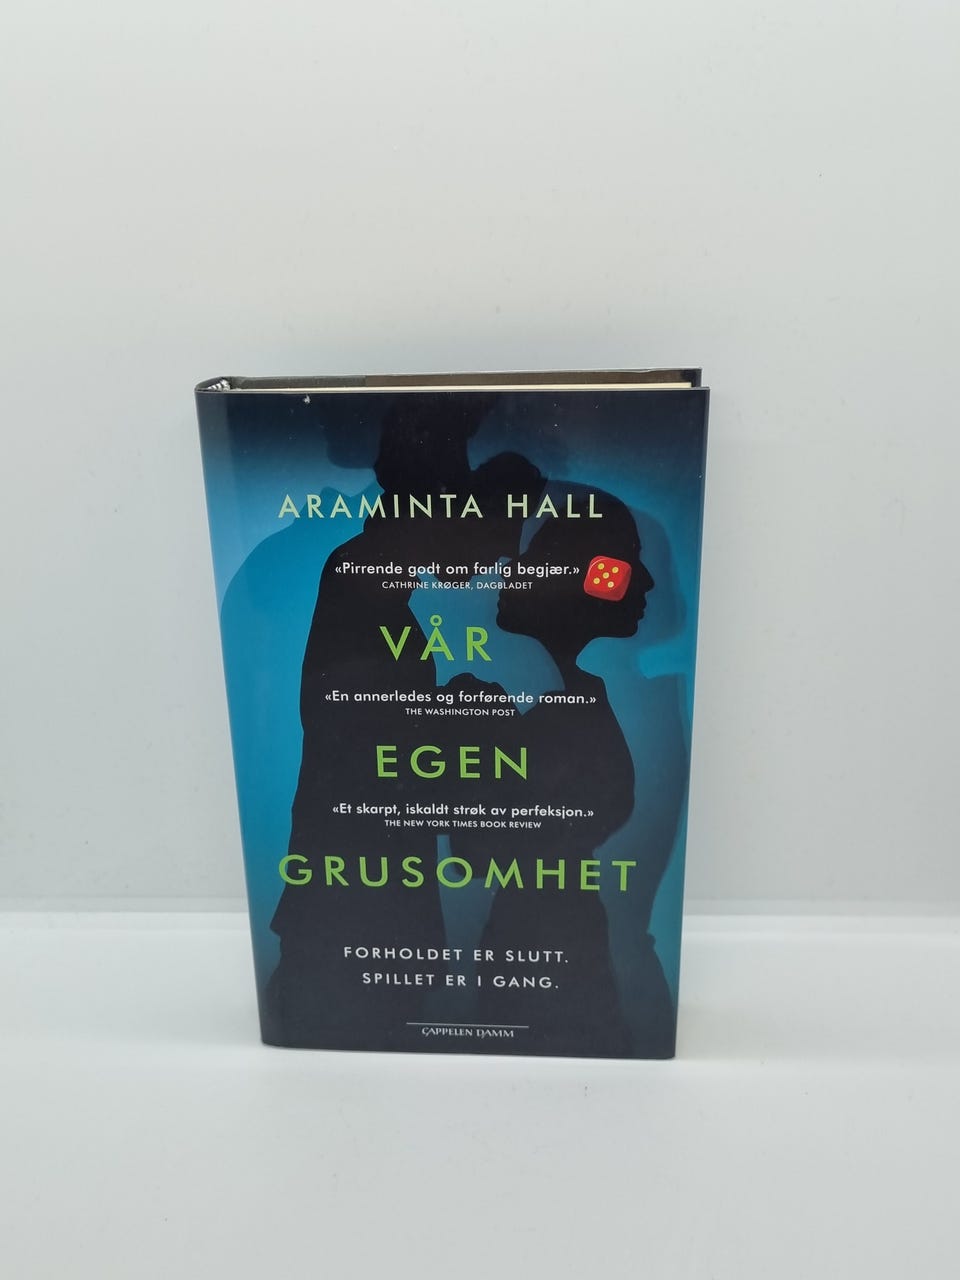 ARAMINTA HALL
«Pirrende godt om farlig begjær.»
CATHRINE KRØGER, DAGBLADET
VÅR
«En annerledes og forførende roman.»
THE WASHINGTON POST
EGEN
«Et skarpt, iskaldt strøk av perfeksjon.»
THE NEW YORK TIMES BOOK REVIEW
GRUSOMHET
FORHOLDET ER SLUTT.
SPILLET ER I GANG.
CAPPELEN DAMM